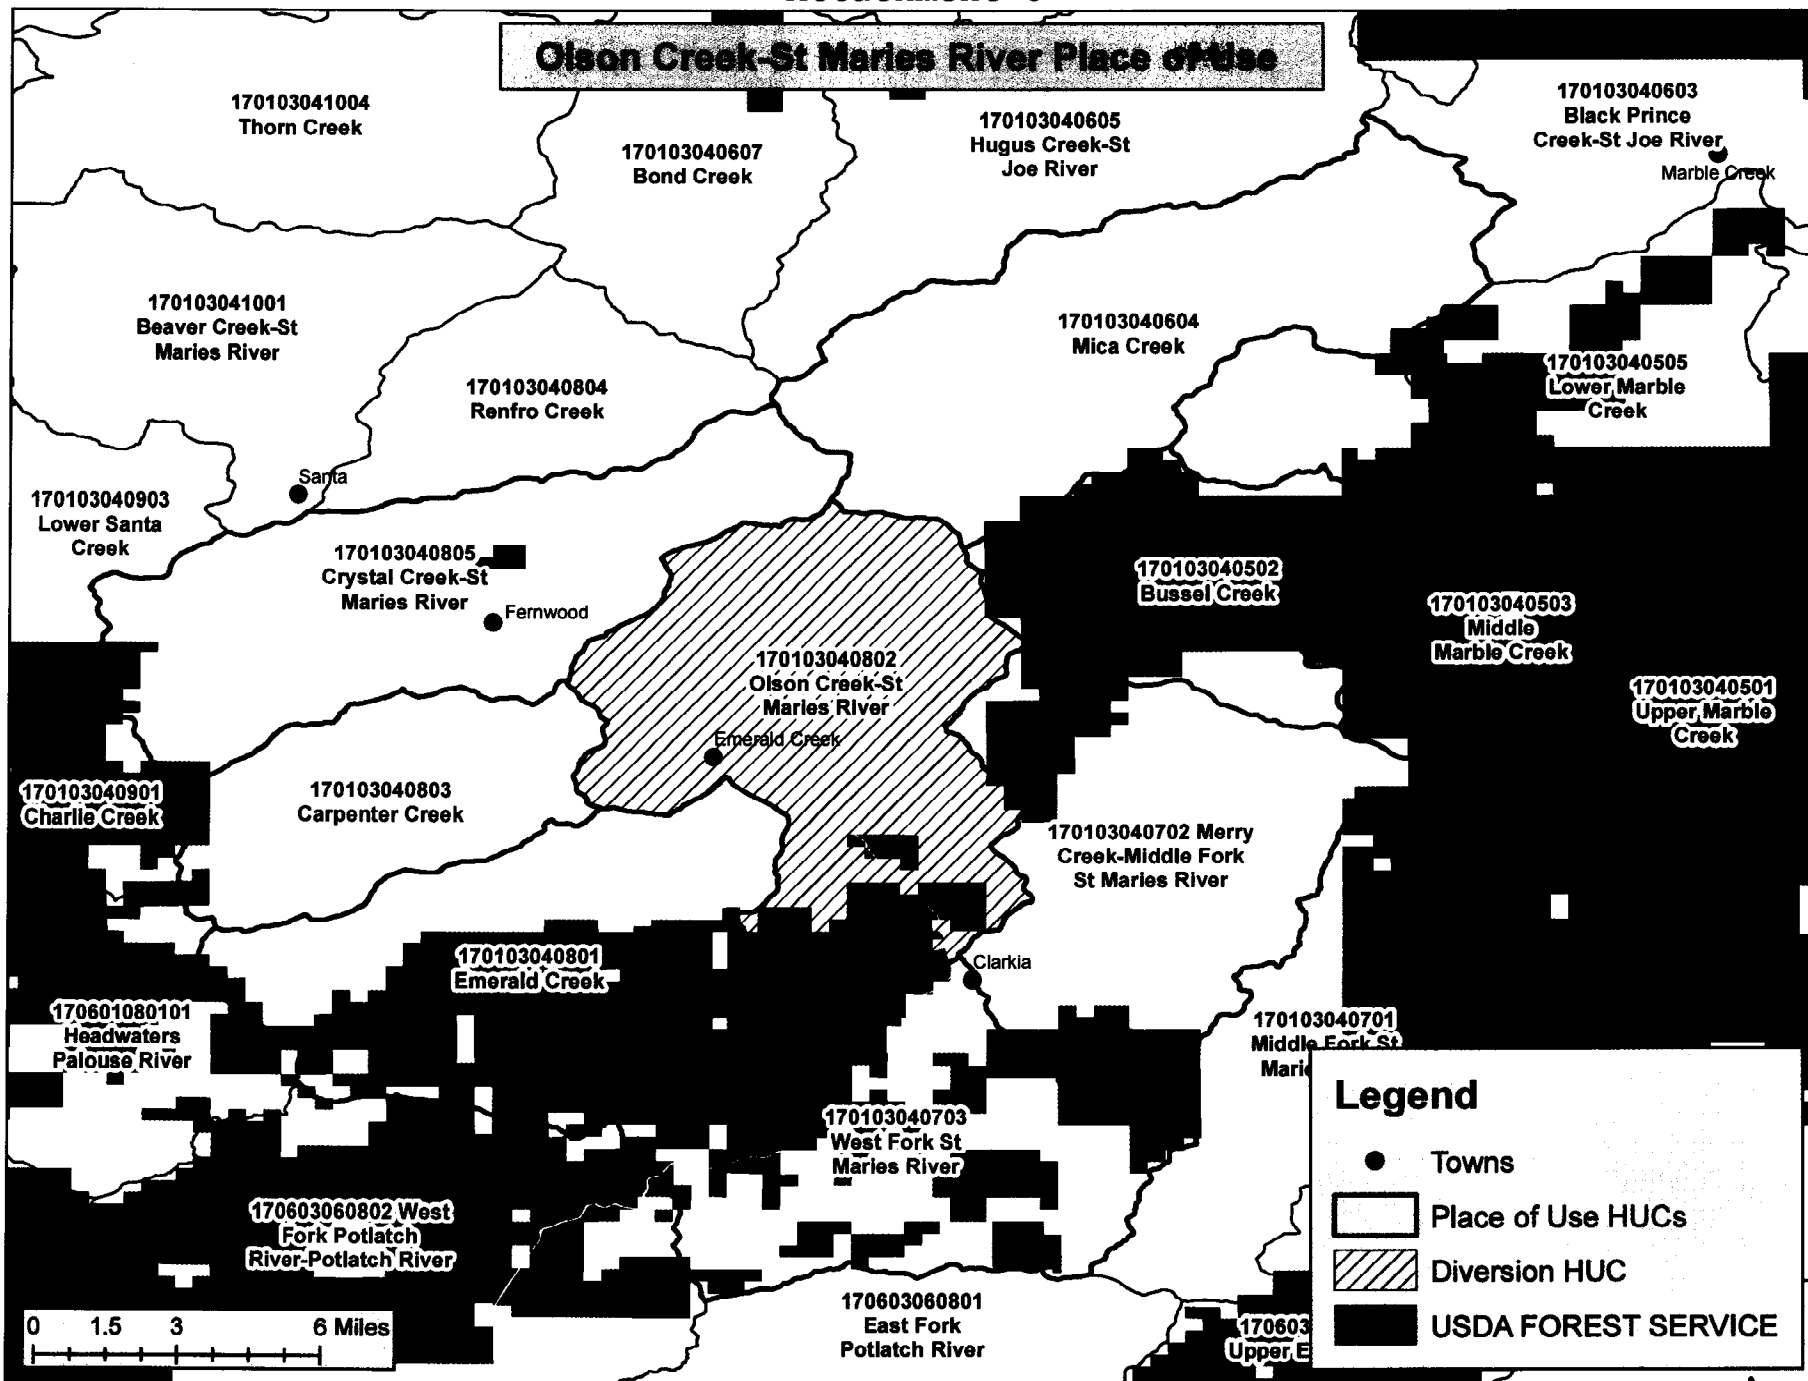 Olson Creek-St Maries River Place of Use
170103041004
Thorn Creek
170103040607
Bond Creek
170103040605
Hugus Creek-St
Joe River
170103040603
Black Prince
Creek-St Joe River
Marble Creek
170103041001
Beaver Creek-St
Maries River
170103040804
Renfro Creek
170103040604
Mica Creek
170103040505
Lower Marble
Creek
Santa
170103040903
Lower Santa
Creek
170103040805
Crystal Creek-St
Maries River
Fernwood
170103040502
Bussel Creek
170103040503
Middle
Marble Creek
170103040802
Olson Creek-St
Maries River
Emerald Creek
170103040501
Upper Marble
Creek
170103040901
Charlie Creek
170103040803
Carpenter Creek
170103040702 Merry
Creek-Middle Fork
St Maries River
170103040801
Emerald Creek
Clarkia
170601080101
Headwaters
Palouse River
170103040701
Middle Fork St
Marie
170103040703
West Fork St
Maries River
170603060802 West
Fork Potlatch
River-Potlatch River
170603060801
East Fork
Potlatch River
170603
Upper E
Legend
Towns
Place of Use HUCs
Diversion HUC
USDA FOREST SERVICE
0 1.5 3 6 Miles